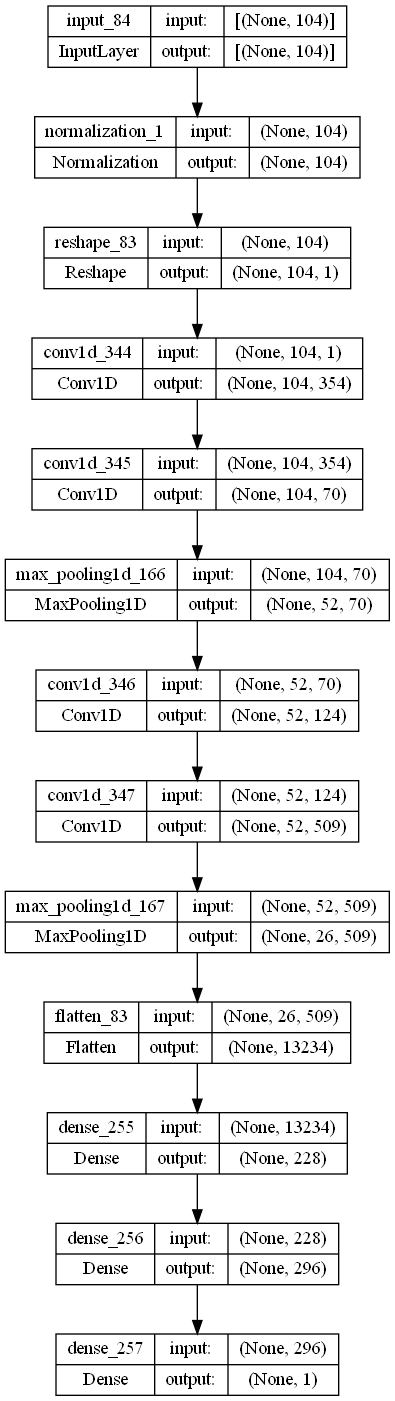 input_84 input: [(None, 104)]
InputLayer output: [(None, 104)]
normalization_1 input: (None, 104)
Normalization output: (None, 104)
reshape_83 input: (None, 104)
Reshape output: (None, 104, 1)
conv1d_344 input: (None, 104, 1)
Conv1D output: (None, 104, 354)
conv1d_345 input: (None, 104, 354)
Conv1D output: (None, 104, 70)
max_pooling1d_166 input: (None, 104, 70)
MaxPooling1D output: (None, 52, 70)
conv1d_346 input: (None, 52, 70)
Conv1D output: (None, 52, 124)
conv1d_347 input: (None, 52, 124)
Conv1D output: (None, 52, 509)
max_pooling1d_167 input: (None, 52, 509)
MaxPooling1D output: (None, 26, 509)
flatten_83 input: (None, 26, 509)
Flatten output: (None, 13234)
dense_255 input: (None, 13234)
Dense output: (None, 228)
dense_256 input: (None, 228)
Dense output: (None, 296)
dense_257 input: (None, 296)
Dense output: (None, 1)